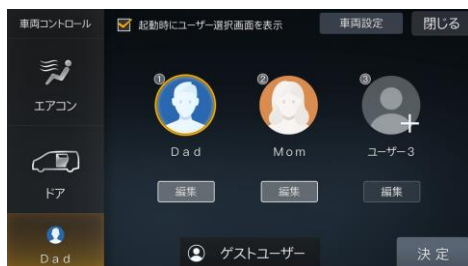 車両コントロール
起動時にユーザー選択画面を表示
車両設定
閉じる
エアコン
ドア
Dad
① Dad
② Mom
③ ユーザー3
編集
編集
編集
ゲストユーザー
決定